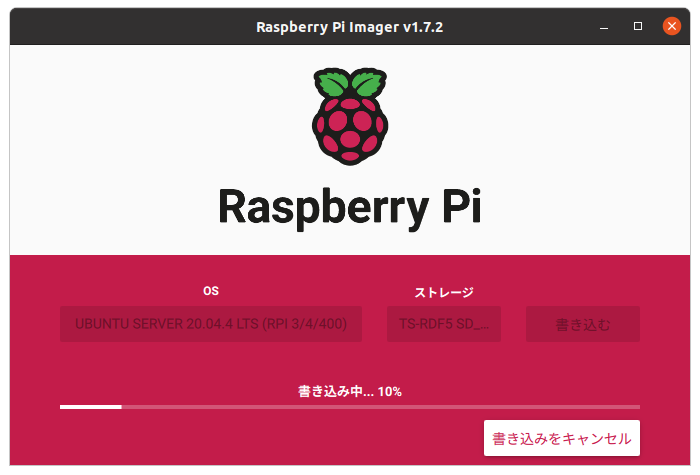 Raspberry Pi Imager v1.7.2
Raspberry Pi
OS
ストレージ
UBUNTU SERVER 20.04.4 LTS (RPI 3/4/400)
TS-RDF5 SD_...
書き込む
書き込み中... 10%
書き込みをキャンセル